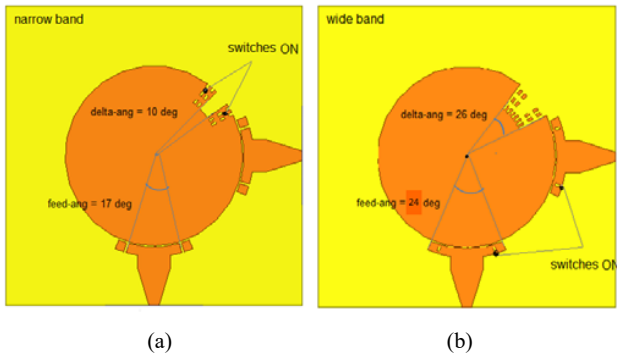 narrow band
switches ON
delta-ang = 10 deg
feed-ang = 17 deg
(a)
wide band
delta-ang = 26 deg
feed-ang = 24 deg
switches ON
(b)